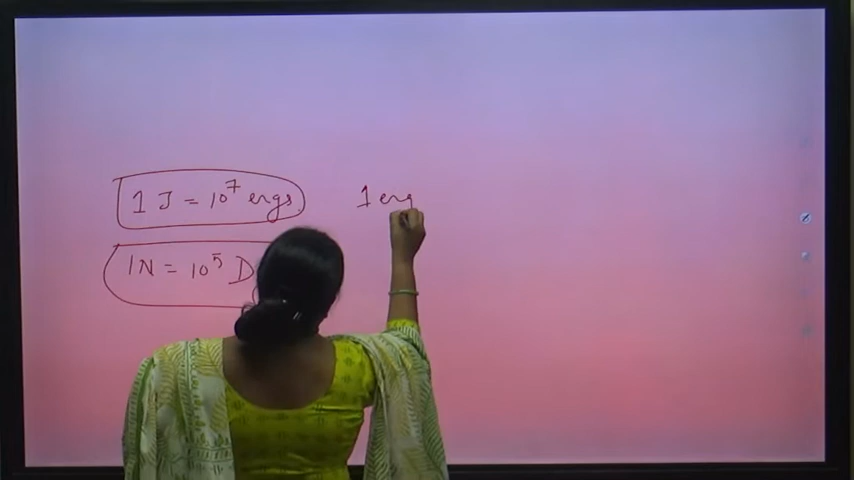 1 J = 10⁷ ergs
1 erg
1N = 10⁵ D